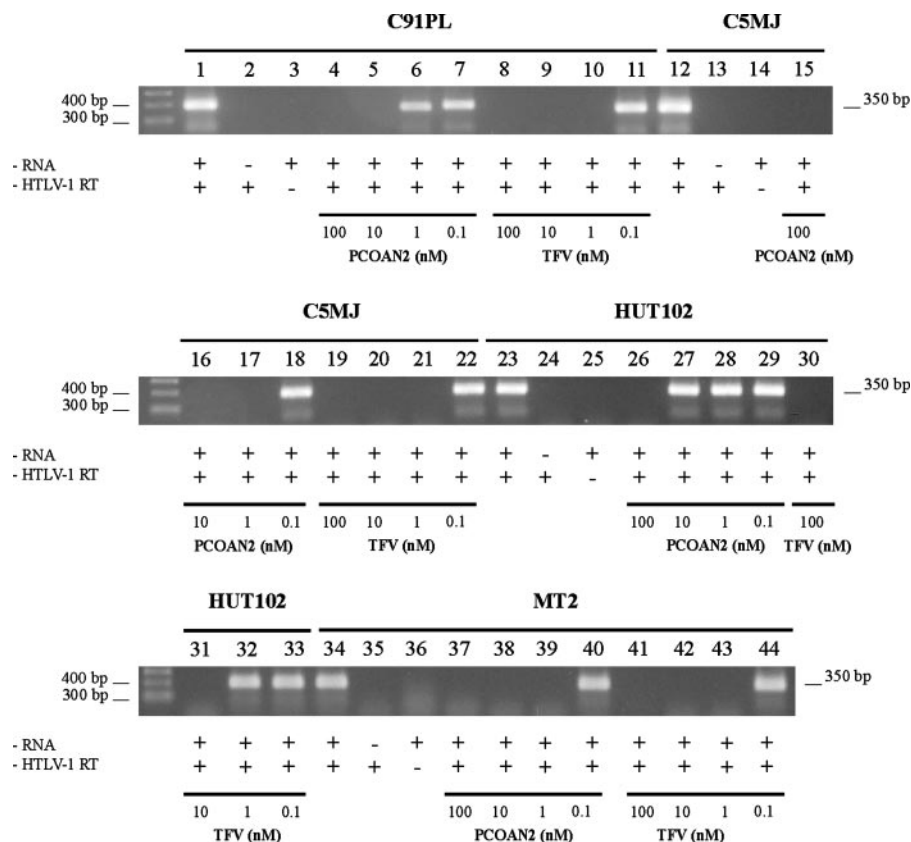 C91PL C5MJ
1 2 3 4 5 6 7 8 9 10 11 12 13 14 15
400 bp
350 bp
300 bp
- RNA + - + + + + + + + + + + - + +
- HTLV-1 RT + + - + + + + + + + + + + - +
100 10 1 0.1 100 10 1 0.1 100
PCOAN2 (nM) TFV (nM) PCOAN2 (nM)
C5MJ HUT102
16 17 18 19 20 21 22 23 24 25 26 27 28 29 30
400 bp
350 bp
300 bp
- RNA + + + + + + + + - + + + + + +
- HTLV-1 RT + + + + + + + + + - + + + + +
10 1 0.1 100 10 1 0.1 100 10 1 0.1 100
PCOAN2 (nM) TFV (nM) PCOAN2 (nM) TFV (nM)
HUT102 MT2
31 32 33 34 35 36 37 38 39 40 41 42 43 44
400 bp
350 bp
300 bp
- RNA + + + + - + + + + + + + + +
- HTLV-1 RT + + + + + - + + + + + + + +
10 1 0.1 100 10 1 0.1 100 10 1 0.1
TFV (nM) PCOAN2 (nM) TFV (nM)